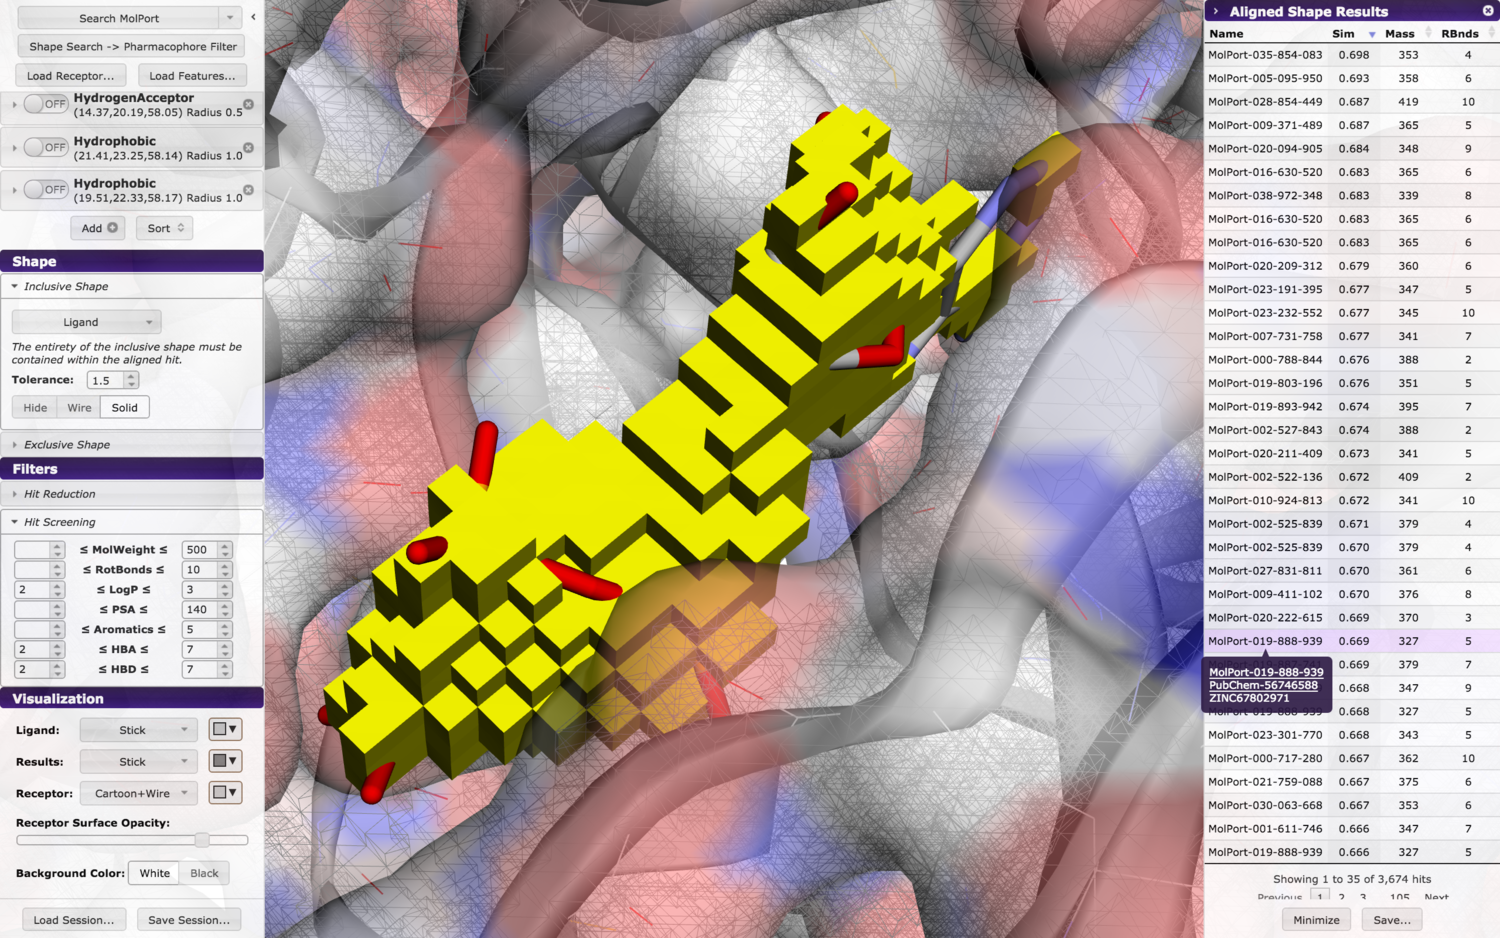 Search MolPort
Shape Search -> Pharmacophore Filter
Load Receptor...
Load Features...
OFF
HydrogenAcceptor
(14.37,20.19,58.05) Radius 0.5
OFF
Hydrophobic
(21.41,23.25,58.14) Radius 1.0
OFF
Hydrophobic
(19.51,22.33,58.17) Radius 1.0
Add
Sort
Shape
Inclusive Shape
Ligand
The entirety of the inclusive shape must be
contained within the aligned hit.
Tolerance: 1.5
Hide Wire Solid
Exclusive Shape
Filters
Hit Reduction
Hit Screening
≤ MolWeight ≤ 500
≤ RotBonds ≤ 10
2 ≤ LogP ≤ 3
≤ PSA ≤ 140
≤ Aromatics ≤ 5
2 ≤ HBA ≤ 7
2 ≤ HBD ≤ 7
Visualization
Ligand: Stick
Results: Stick
Receptor: Cartoon+Wire
Receptor Surface Opacity:
Background Color: White Black
Load Session...
Save Session...
Aligned Shape Results
Name Sim Mass RBnds
MolPort-035-854-083 0.698 353 4
MolPort-005-095-950 0.693 358 6
MolPort-028-854-449 0.687 419 10
MolPort-009-371-489 0.687 365 5
MolPort-020-094-905 0.684 348 9
MolPort-016-630-520 0.683 365 6
MolPort-038-972-348 0.683 339 8
MolPort-016-630-520 0.683 365 6
MolPort-016-630-520 0.683 365 6
MolPort-020-209-312 0.679 360 6
MolPort-023-191-395 0.677 347 5
MolPort-023-232-552 0.677 345 10
MolPort-007-731-758 0.677 341 7
MolPort-000-788-844 0.676 388 2
MolPort-019-803-196 0.676 351 5
MolPort-019-893-942 0.674 395 7
MolPort-002-527-843 0.674 388 2
MolPort-020-211-409 0.673 341 5
MolPort-002-522-136 0.672 409 2
MolPort-010-924-813 0.672 341 10
MolPort-002-525-839 0.671 379 4
MolPort-002-525-839 0.670 379 4
MolPort-027-831-811 0.670 361 6
MolPort-009-411-102 0.670 376 8
MolPort-020-222-615 0.669 370 3
MolPort-019-888-939 0.669 327 5
0.669 379 7
MolPort-019-888-939
PubChem-56746588
ZINC67802971
0.668 347 9
MolPort-019-888-939 0.668 327 5
MolPort-023-301-770 0.668 343 5
MolPort-000-717-280 0.667 362 10
MolPort-021-759-088 0.667 375 6
MolPort-030-063-668 0.667 353 6
MolPort-001-611-746 0.666 347 7
MolPort-019-888-939 0.666 327 5
Showing 1 to 35 of 3,674 hits
Previous 1 2 3 ... 105 Next
Minimize
Save...